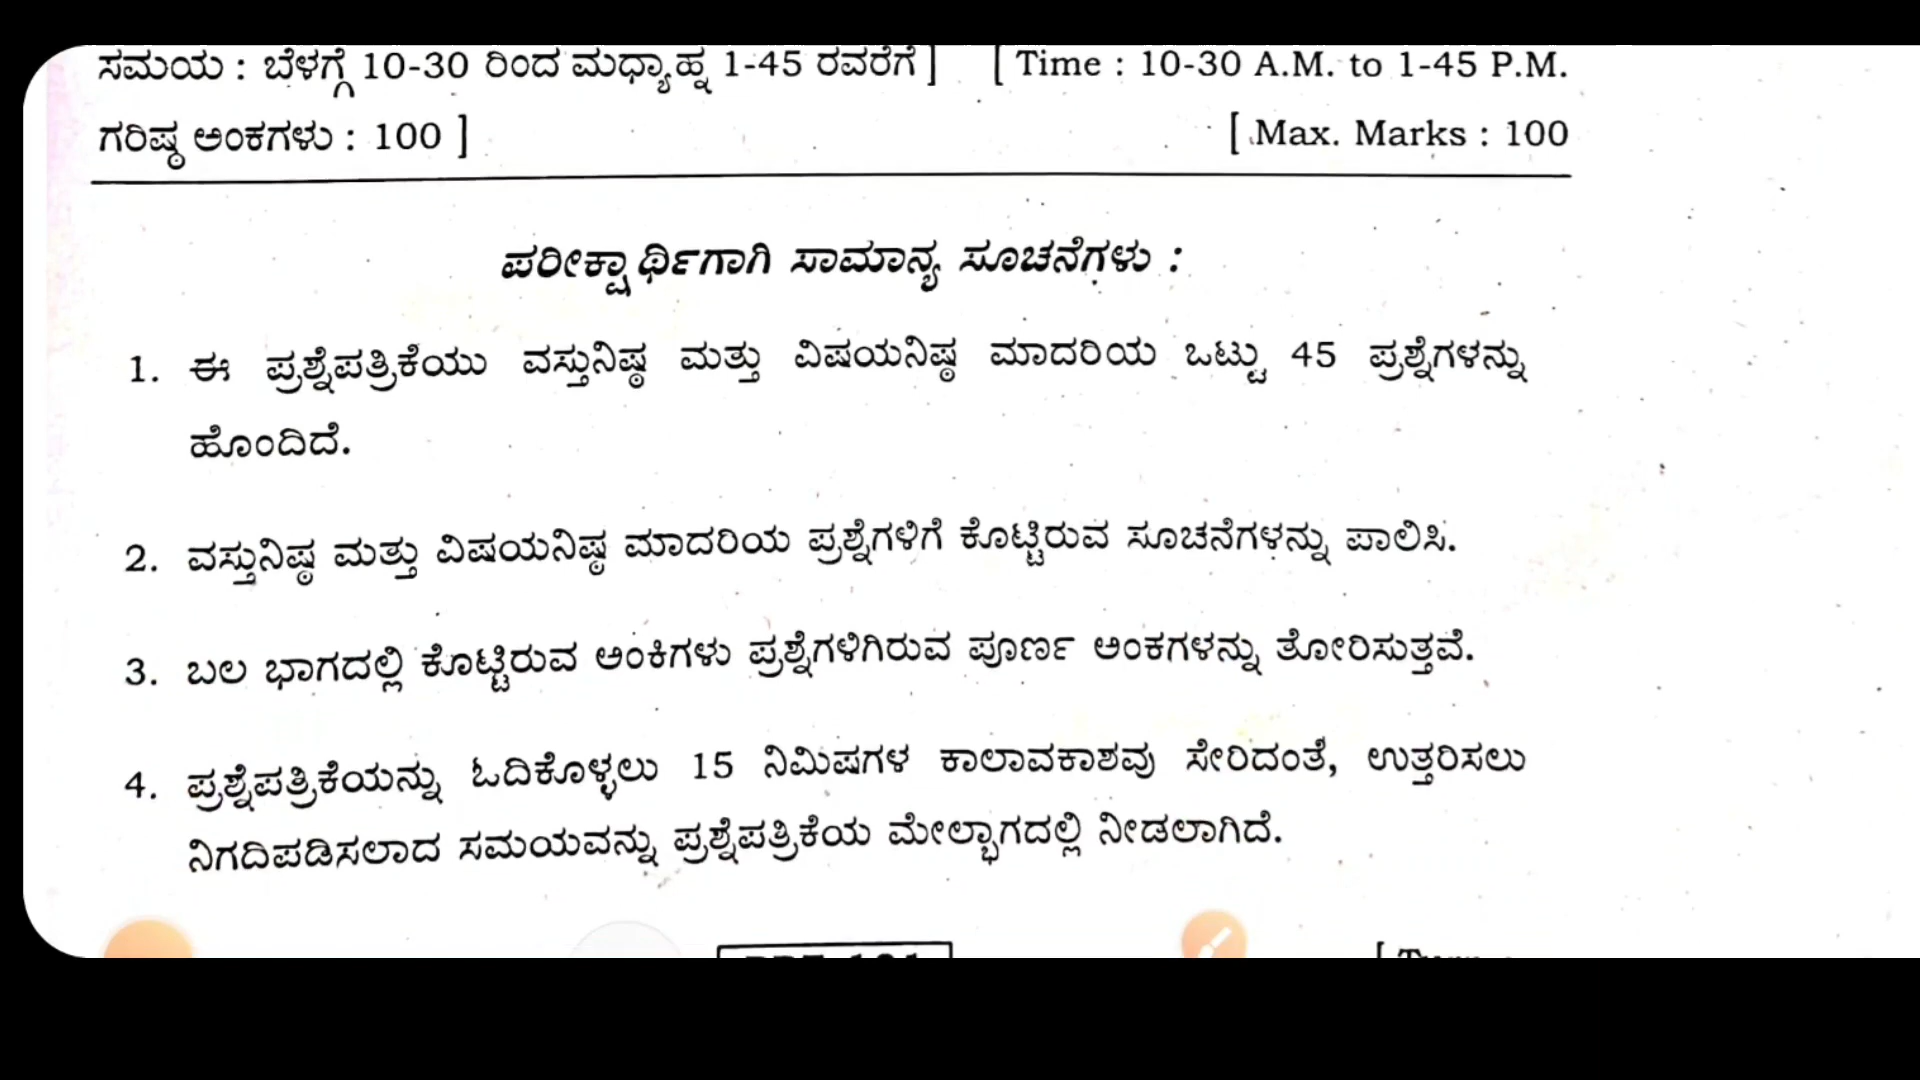 ಸಮಯ : ಬೆಳಗ್ಗೆ 10-30 ರಿಂದ ಮಧ್ಯಾಹ್ನ 1-45 ರವರೆಗೆ ] [ Time : 10-30 A.M. to 1-45 P.M.
ಗರಿಷ್ಠ ಅಂಕಗಳು : 100 ] [ Max. Marks : 100
ಪರೀಕ್ಷಾರ್ಥಿಗಾಗಿ ಸಾಮಾನ್ಯ ಸೂಚನೆಗಳು :
1. ಈ ಪ್ರಶ್ನೆಪತ್ರಿಕೆಯು ವಸ್ತುನಿಷ್ಠ ಮತ್ತು ವಿಷಯನಿಷ್ಠ ಮಾದರಿಯ ಒಟ್ಟು 45 ಪ್ರಶ್ನೆಗಳನ್ನು
ಹೊಂದಿದೆ.
2. ವಸ್ತುನಿಷ್ಠ ಮತ್ತು ವಿಷಯನಿಷ್ಠ ಮಾದರಿಯ ಪ್ರಶ್ನೆಗಳಿಗೆ ಕೊಟ್ಟಿರುವ ಸೂಚನೆಗಳನ್ನು ಪಾಲಿಸಿ.
3. ಬಲ ಭಾಗದಲ್ಲಿ ಕೊಟ್ಟಿರುವ ಅಂಕಿಗಳು ಪ್ರಶ್ನೆಗಳಿಗಿರುವ ಪೂರ್ಣ ಅಂಕಗಳನ್ನು ತೋರಿಸುತ್ತವೆ.
4. ಪ್ರಶ್ನೆಪತ್ರಿಕೆಯನ್ನು ಓದಿಕೊಳ್ಳಲು 15 ನಿಮಿಷಗಳ ಕಾಲಾವಕಾಶವು ಸೇರಿದಂತೆ, ಉತ್ತರಿಸಲು
ನಿಗದಿಪಡಿಸಲಾದ ಸಮಯವನ್ನು ಪ್ರಶ್ನೆಪತ್ರಿಕೆಯ ಮೇಲ್ಭಾಗದಲ್ಲಿ ನೀಡಲಾಗಿದೆ.